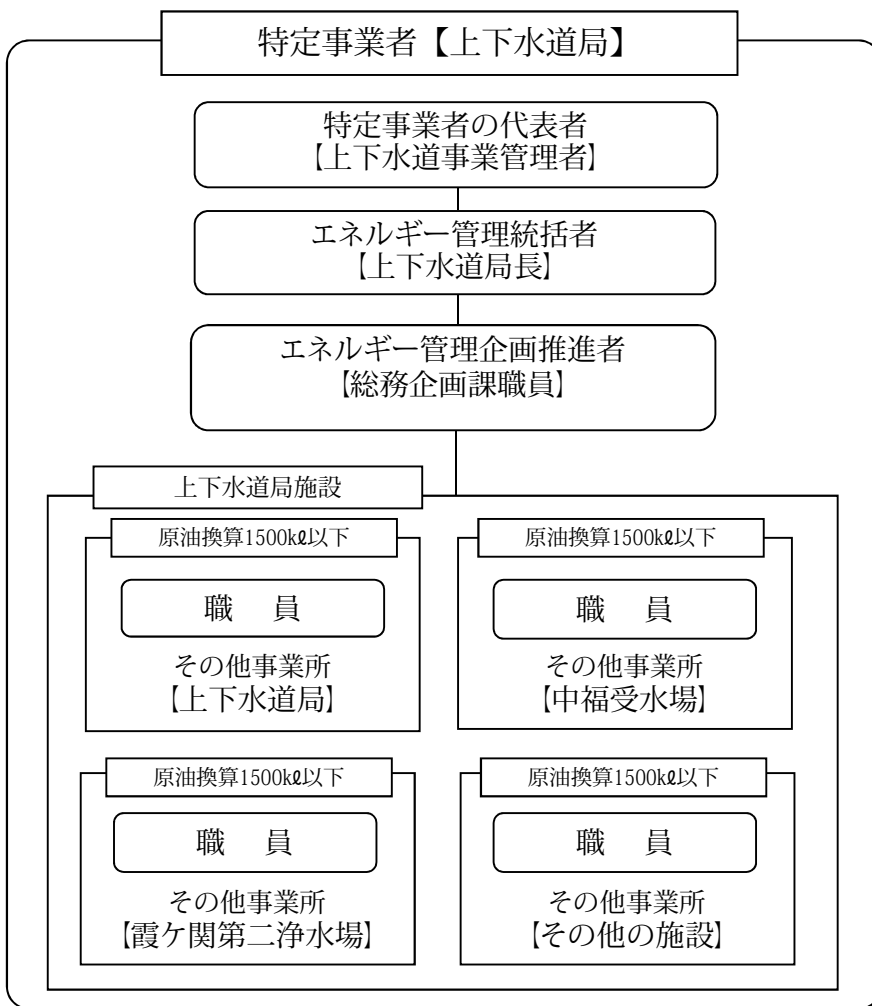 特定事業者【上下水道局】
特定事業者の代表者
【上下水道事業管理者】
エネルギー管理統括者
【上下水道局長】
エネルギー管理企画推進者
【総務企画課職員】
上下水道局施設
原油換算1500kℓ以下
職　員
その他事業所
【上下水道局】
原油換算1500kℓ以下
職　員
その他事業所
【中福受水場】
原油換算1500kℓ以下
職　員
その他事業所
【霞ケ関第二浄水場】
原油換算1500kℓ以下
職　員
その他事業所
【その他の施設】